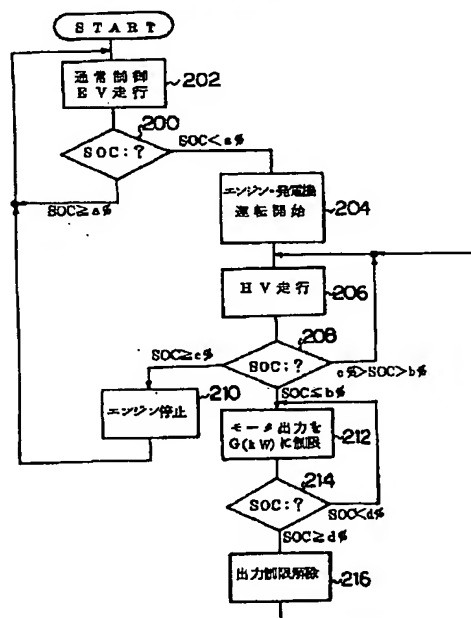 START
通常制御
EV走行
202
200
SOC:?
SOC<a%
SOC≧a%
エンジン・発電機
運転開始
204
HV走行
206
208
SOC:?
SOC≧c%
c%>SOC>b%
SOC≦b%
210
エンジン停止
モータ出力を
G(kW)に制限
212
214
SOC:?
SOC<d%
SOC≧d%
出力制限解除
216